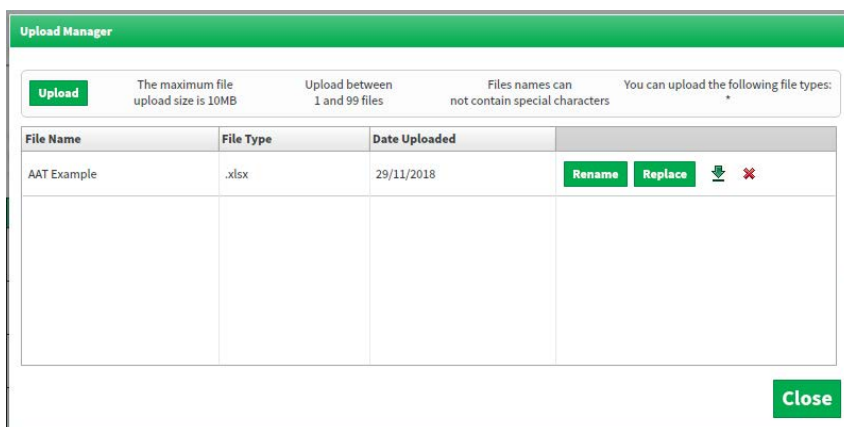 Upload Manager
Upload
The maximum file
upload size is 10MB
Upload between
1 and 99 files
Files names can
not contain special characters
You can upload the following file types:
*
File Name File Type Date Uploaded
AAT Example .xlsx 29/11/2018 Rename Replace
Close